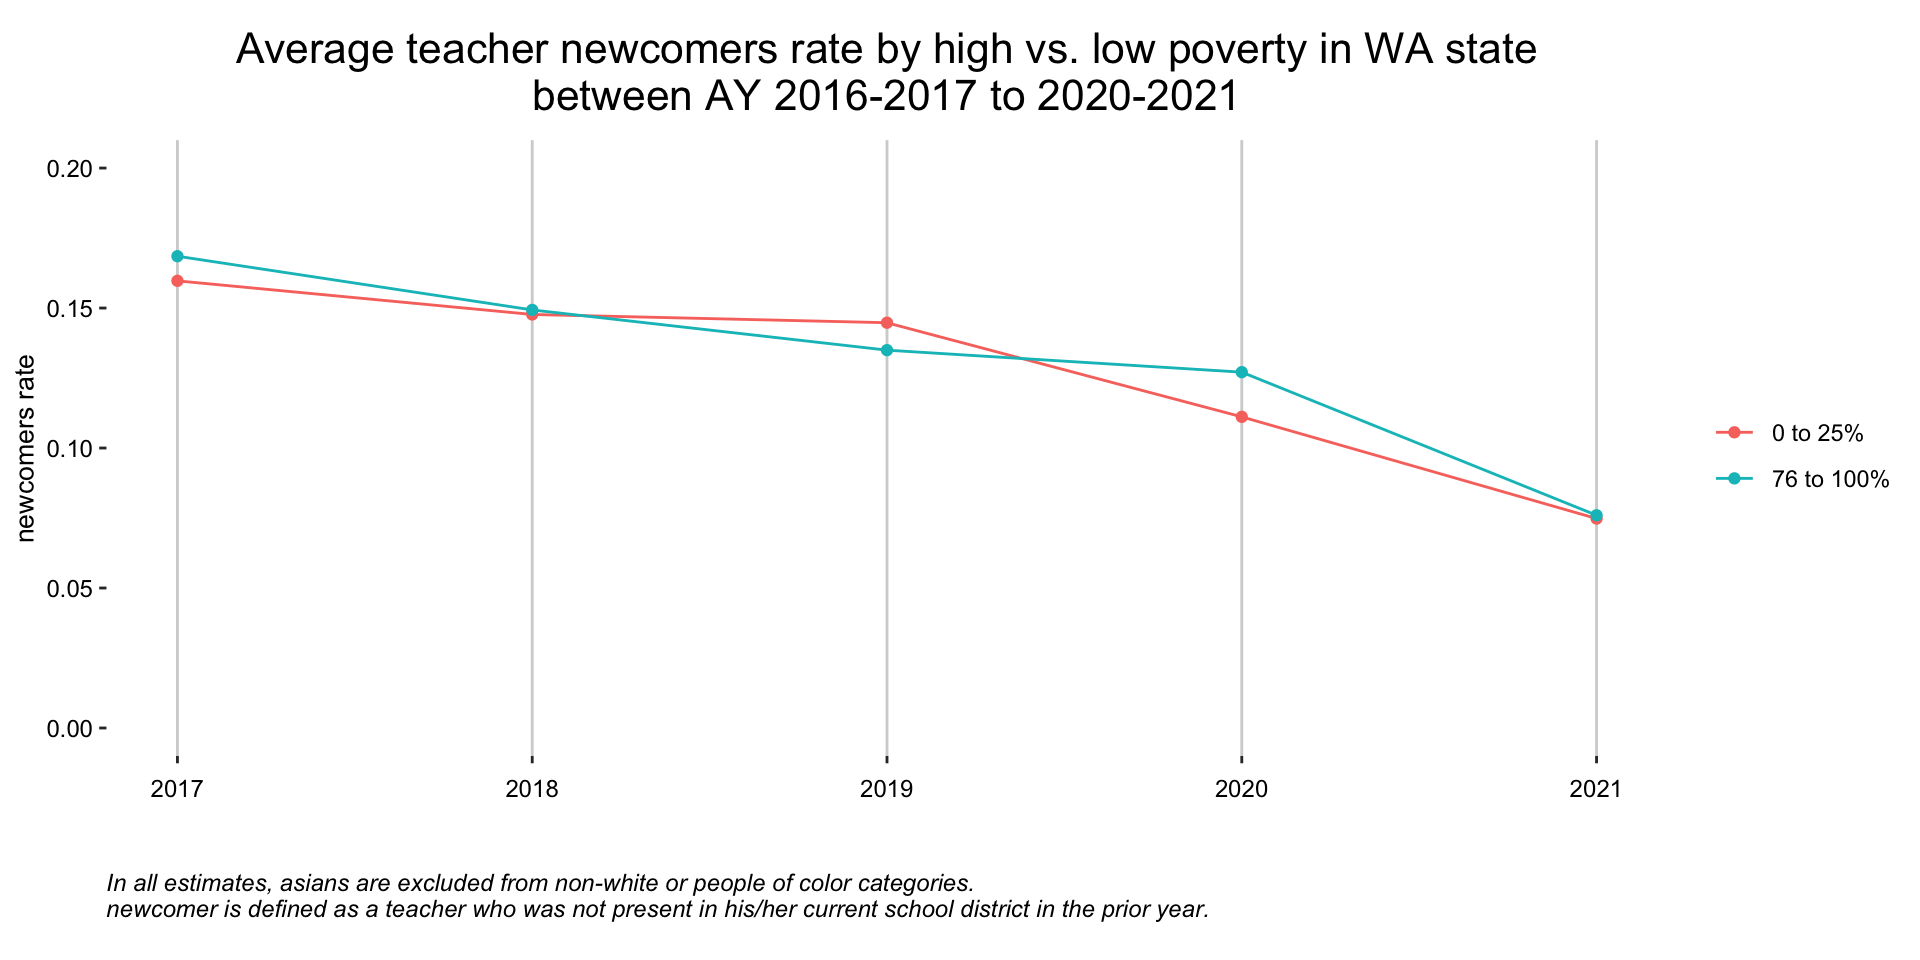 Average teacher newcomers rate by high vs. low poverty in WA state
between AY 2016-2017 to 2020-2021
0.20
0.15
0.10
0.05
0.00
newcomers rate
2017
2018
2019
2020
2021
0 to 25%
76 to 100%
In all estimates, asians are excluded from non-white or people of color categories.
newcomer is defined as a teacher who was not present in his/her current school district in the prior year.